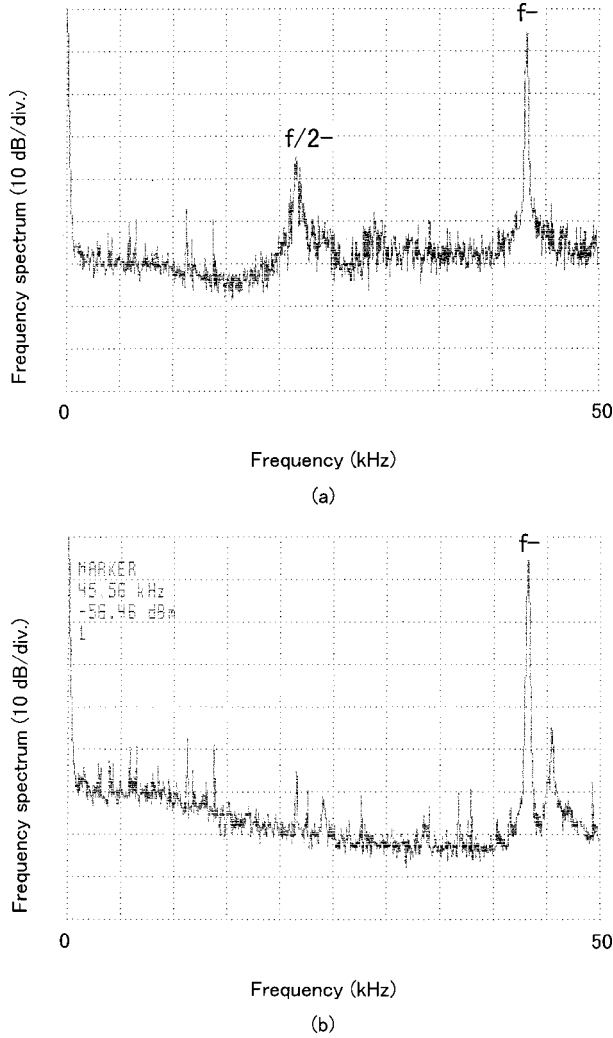 f-
f/2-
Frequency spectrum (10 dB/div.)
0
50
Frequency (kHz)
(a)
f-
MARKER
45.56 kHz
-56.46 dBm
1
Frequency spectrum (10 dB/div.)
0
50
Frequency (kHz)
(b)